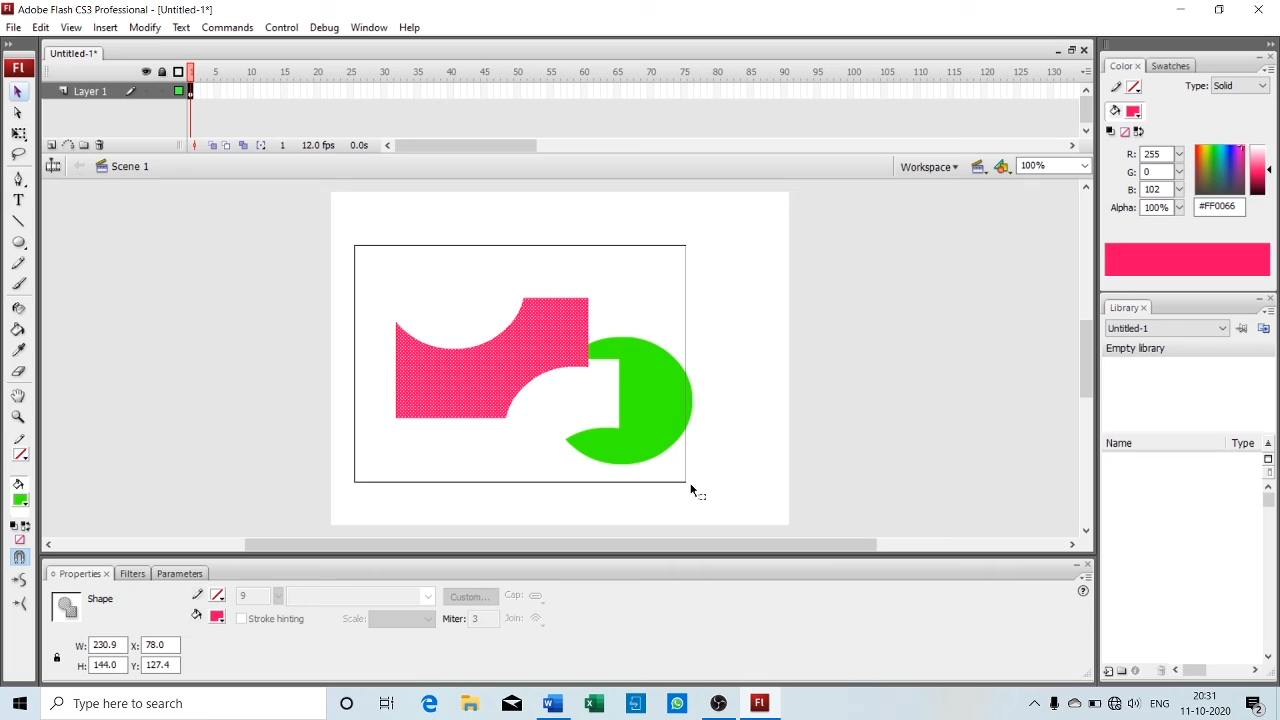 Fl Adobe Flash CS3 Professional - [Untitled-1*]
File Edit View Insert Modify Text Commands Control Debug Window Help
Untitled-1*
5 10 15 20 25 30 35 40 45 50 55 60 65 70 75 80 85 90 95 100 105 110 115 120 125 130
Layer 1
1 12.0 fps 0.0s
Scene 1
Workspace
100%
Fl
T
Color Swatches
Type: Solid
R: 255
G: 0
B: 102
Alpha: 100% #FF0066
Library
Untitled-1
Empty library
Name Type
Properties Filters Parameters
Shape
9
Custom...
Cap:
Stroke hinting
Scale:
Miter: 3
Join:
W: 230.9 X: 78.0
H: 144.0 Y: 127.4
Type here to search
Fl
ENG
20:31
11-10-2020
2